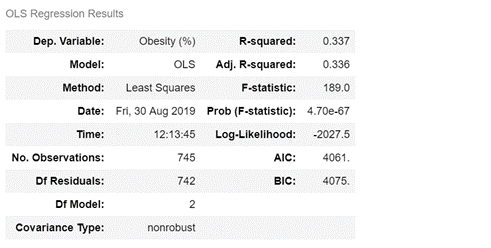 OLS Regression Results
Dep. Variable: Obesity (%) R-squared: 0.337
Model: OLS Adj. R-squared: 0.336
Method: Least Squares F-statistic: 189.0
Date: Fri, 30 Aug 2019 Prob (F-statistic): 4.70e-67
Time: 12:13:45 Log-Likelihood: -2027.5
No. Observations: 745 AIC: 4061.
Df Residuals: 742 BIC: 4075.
Df Model: 2
Covariance Type: nonrobust